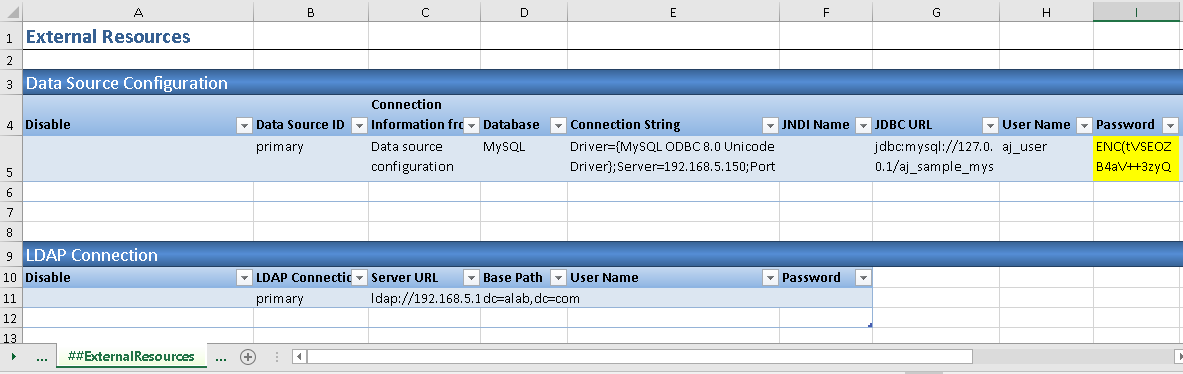 A B C D E F G H I
1 External Resources
2
3 Data Source Configuration
Connection
4 Disable Data Source ID Information fro Database Connection String JNDI Name JDBC URL User Name Password
primary Data source MySQL Driver={MySQL ODBC 8.0 Unicode jdbc:mysql://127.0. aj_user ENC(tVSEOZ
5 configuration Driver};Server=192.168.5.150;Port 0.1/aj_sample_mys B4aV++3zyQ
6
7
8
9 LDAP Connection
10 Disable LDAP Connectic Server URL Base Path User Name Password
11 primary ldap://192.168.5.1 dc=alab,dc=com
12
13
... ##ExternalResources ...